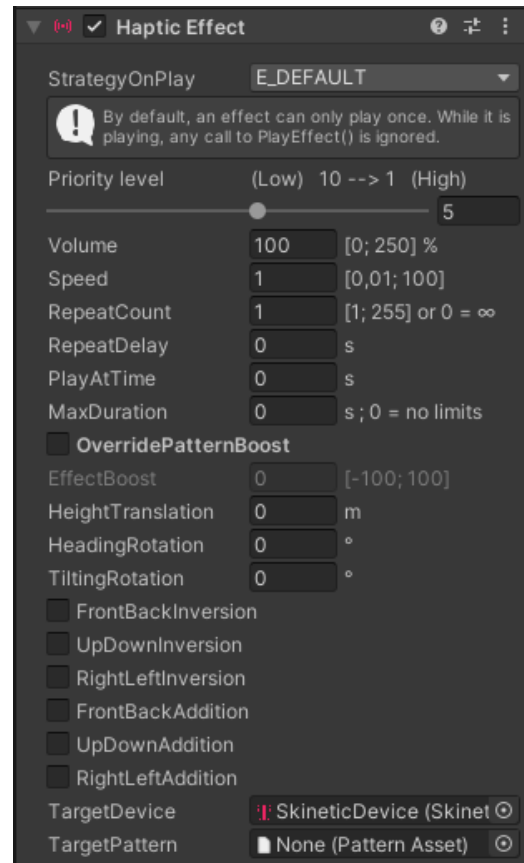 Haptic Effect
StrategyOnPlay E_DEFAULT
By default, an effect can only play once. While it is
playing, any call to PlayEffect() is ignored.
Priority level (Low) 10 --> 1 (High)
5
Volume 100 [0; 250] %
Speed 1 [0,01; 100]
RepeatCount 1 [1; 255] or 0 = ∞
RepeatDelay 0 s
PlayAtTime 0 s
MaxDuration 0 s ; 0 = no limits
OverridePatternBoost
EffectBoost 0 [-100; 100]
HeightTranslation 0 m
HeadingRotation 0 °
TiltingRotation 0 °
FrontBackInversion
UpDownInversion
RightLeftInversion
FrontBackAddition
UpDownAddition
RightLeftAddition
TargetDevice SkineticDevice (Skinet
TargetPattern None (Pattern Asset)